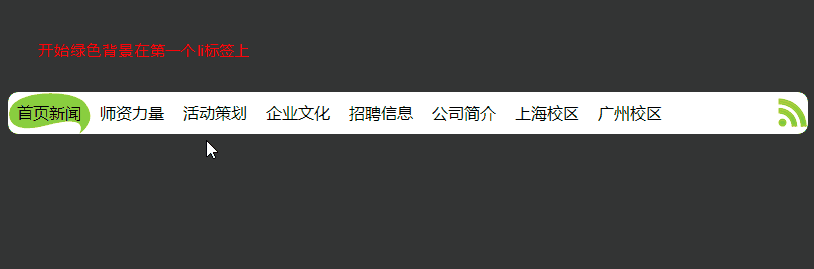 开始绿色背景在第一个li标签上
首页新闻 师资力量 活动策划 企业文化 招聘信息 公司简介 上海校区 广州校区